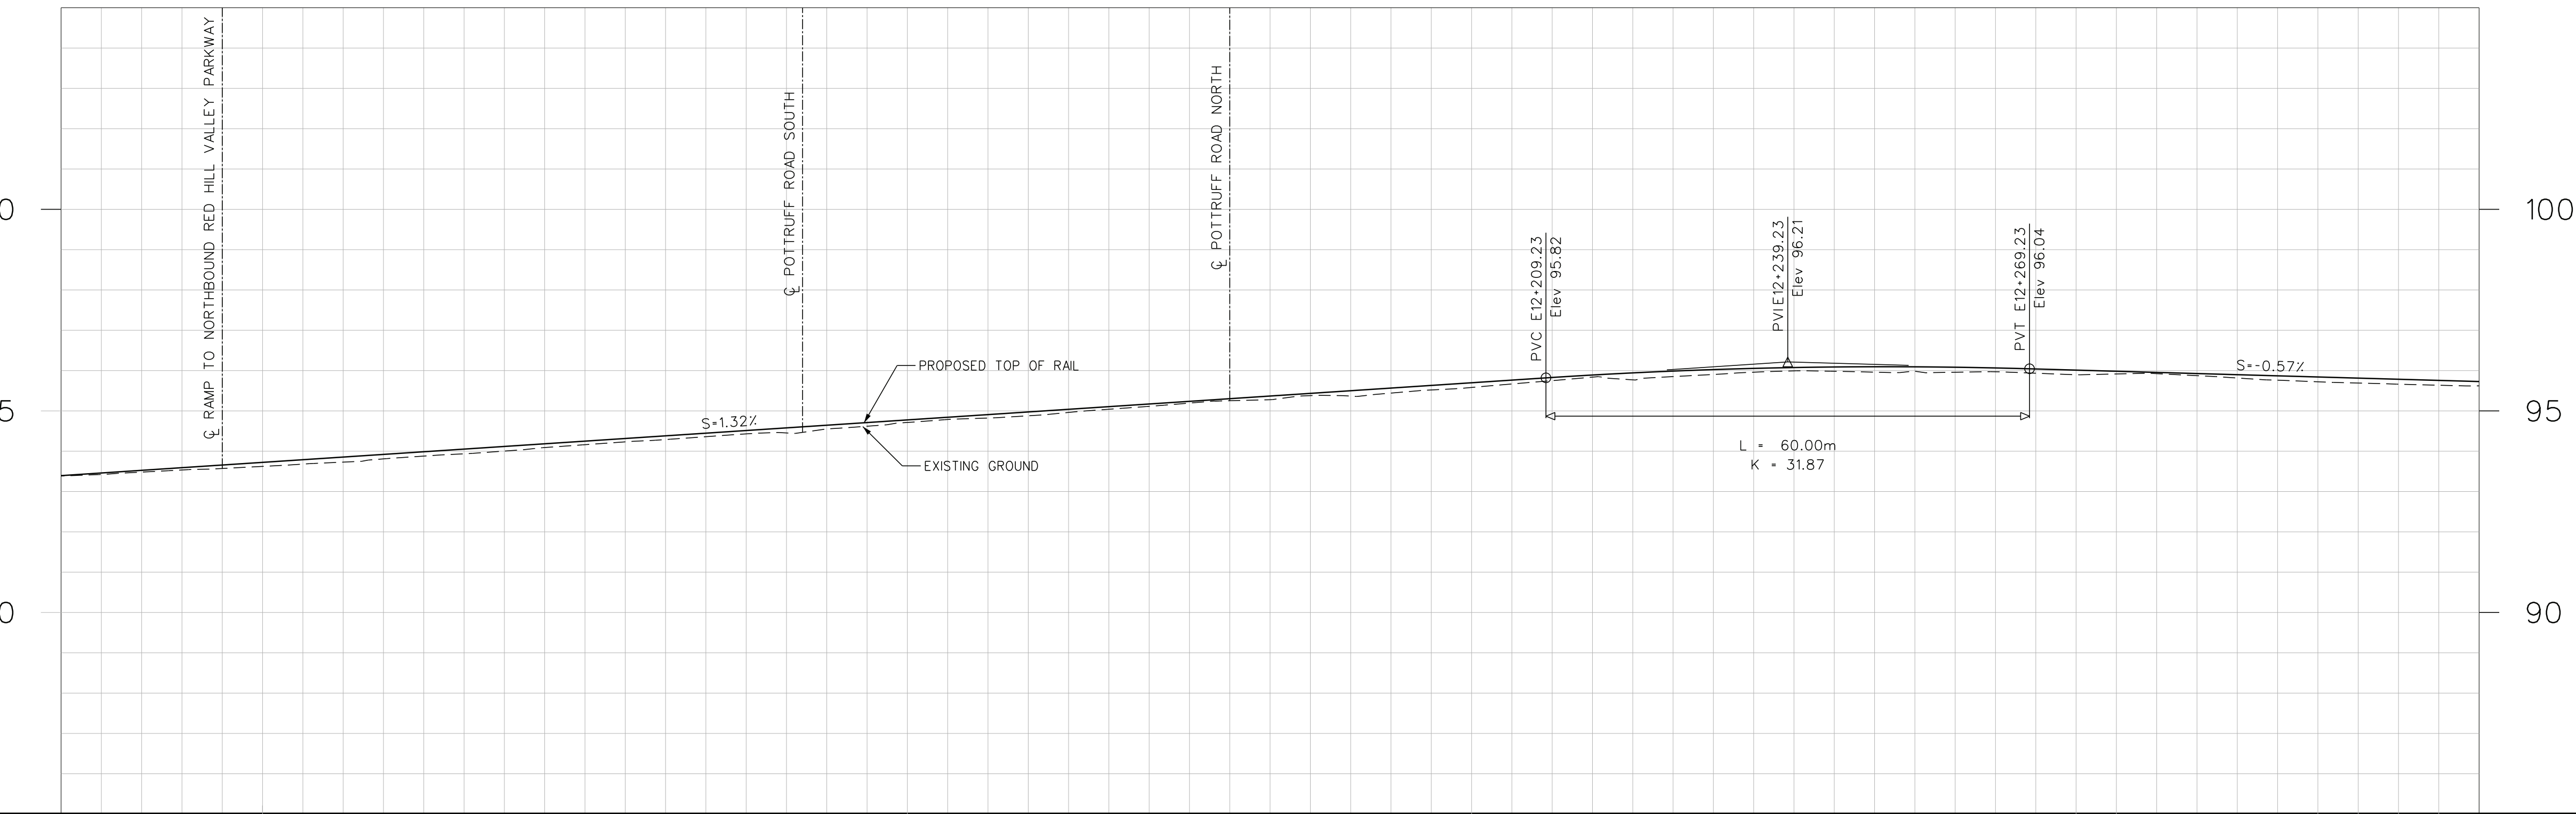 ℄ RAMP TO NORTHBOUND RED HILL VALLEY PARKWAY
℄ POTTRUFF ROAD SOUTH
℄ POTTRUFF ROAD NORTH
0
100
PVC E12+209.23
Elev 95.82
PVI E12+239.23
Elev 96.21
PVT E12+269.23
Elev 96.04
PROPOSED TOP OF RAIL
S=-0.57%
5
S=1.32%
95
L = 60.00m
EXISTING GROUND
K = 31.87
0
90